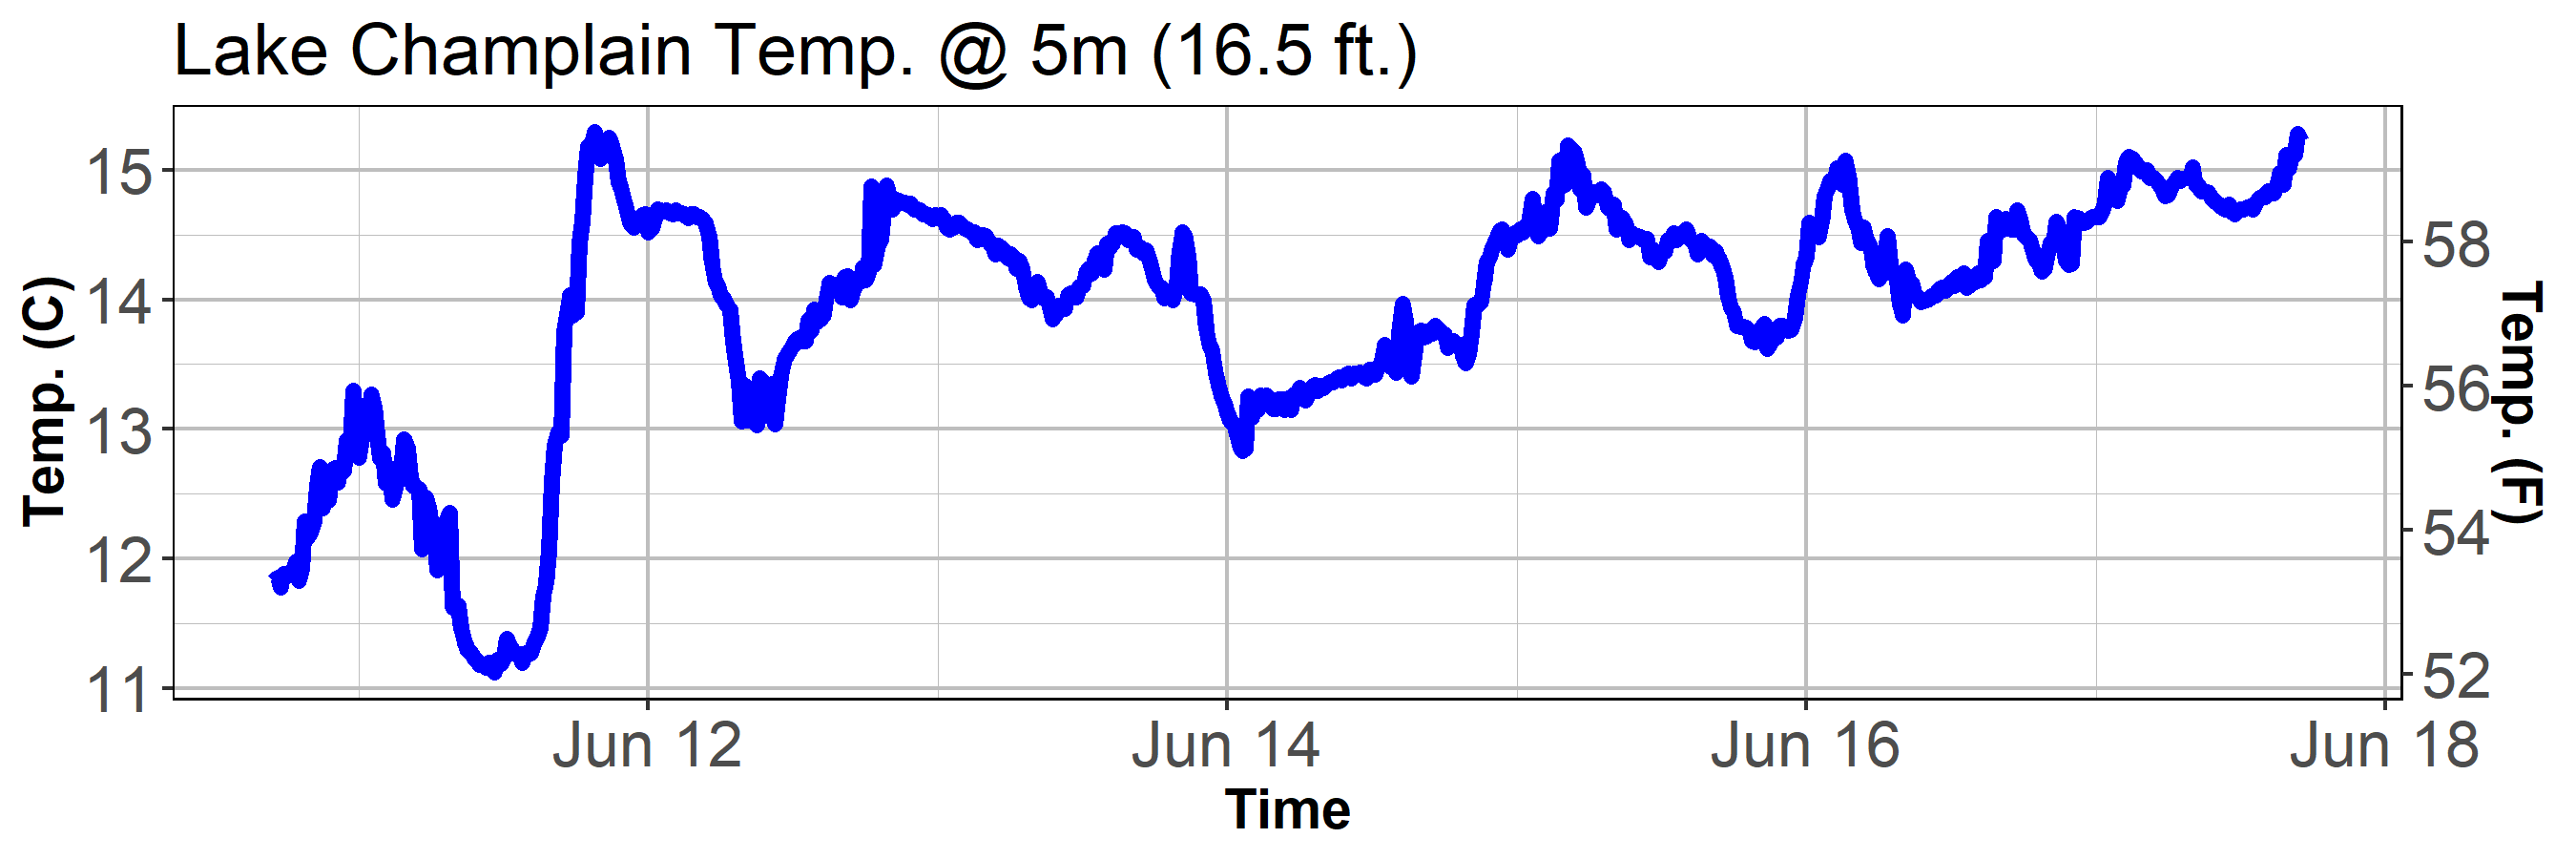 Lake Champlain Temp. @ 5m (16.5 ft.)
Temp. (C)
15
14
13
12
11
58
56
54
52
Temp. (F)
Jun 12
Jun 14
Jun 16
Jun 18
Time